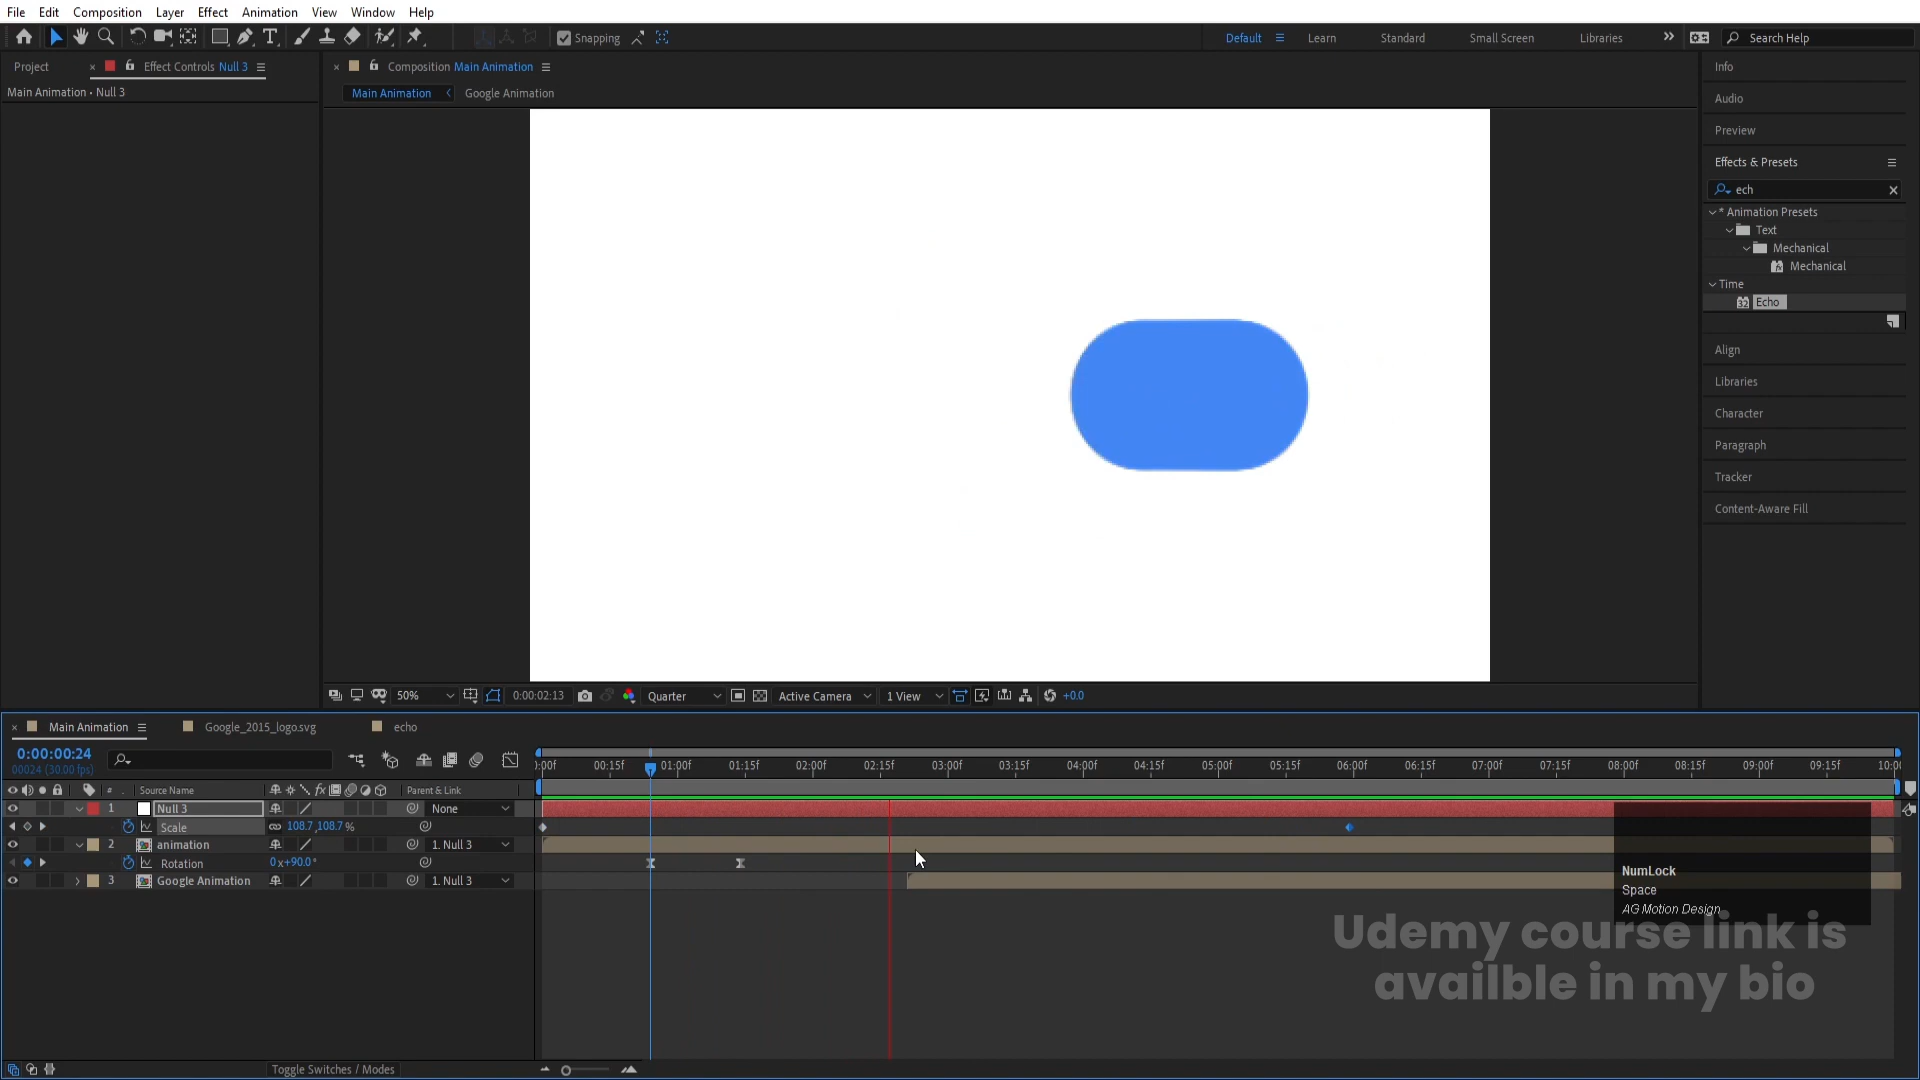 File Edit Composition Layer Effect Animation View Window Help
Snapping
Default Learn Standard Small Screen Libraries Search Help
Project Effect Controls Null 3
Main Animation • Null 3
Composition Main Animation
Main Animation Google Animation
Info
Audio
Preview
Effects & Presets
ech
* Animation Presets
Text
Mechanical
Mechanical
Time
Echo
Align
Libraries
Character
Paragraph
Tracker
Content-Aware Fill
50% 0:00:02:13 Quarter Active Camera 1 View +0.0
Main Animation Google_2015_logo.svg echo
0:00:00:24
00024 (30.00 fps)
:00f 00:15f 01:00f 01:15f 02:00f 02:15f 03:00f 03:15f 04:00f 04:15f 05:00f 05:15f 06:00f 06:15f 07:00f 07:15f 08:00f 08:15f 09:00f 09:15f 10:00
# Source Name fx Parent & Link
1 Null 3 None
Scale 108.7,108.7 %
2 animation 1. Null 3
Rotation 0x+90.0°
3 Google Animation 1. Null 3
NumLock
Space
AG Motion Design
Udemy course link is
availble in my bio
Toggle Switches / Modes